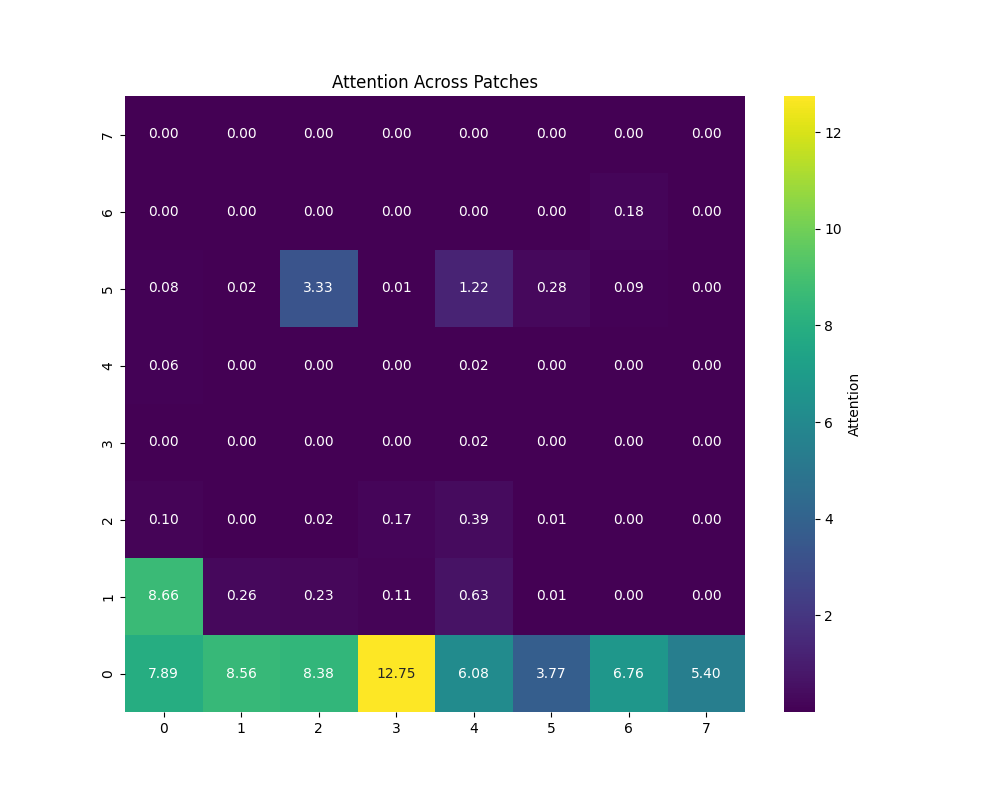 Attention Across Patches
7 0.00 0.00 0.00 0.00 0.00 0.00 0.00 0.00
6 0.00 0.00 0.00 0.00 0.00 0.00 0.18 0.00
5 0.08 0.02 3.33 0.01 1.22 0.28 0.09 0.00
4 0.06 0.00 0.00 0.00 0.02 0.00 0.00 0.00
3 0.00 0.00 0.00 0.00 0.02 0.00 0.00 0.00
2 0.10 0.00 0.02 0.17 0.39 0.01 0.00 0.00
1 8.66 0.26 0.23 0.11 0.63 0.01 0.00 0.00
0 7.89 8.56 8.38 12.75 6.08 3.77 6.76 5.40
0 1 2 3 4 5 6 7
12
10
8
6
4
2
Attention